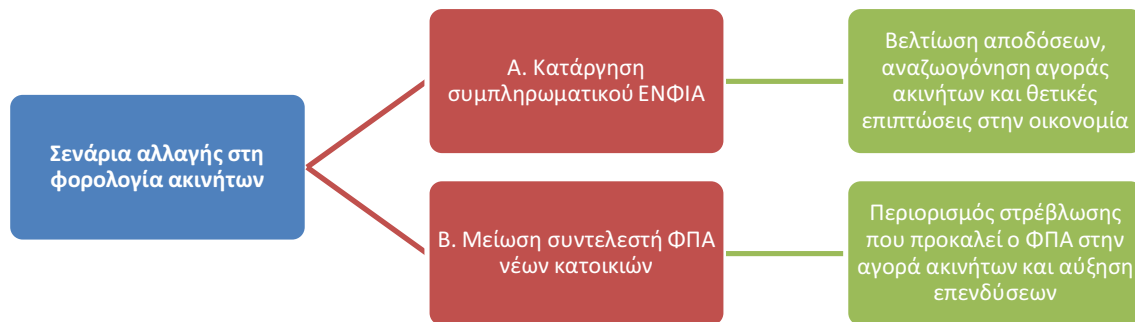 Σενάρια αλλαγής στη
φορολογία ακινήτων
Α. Κατάργηση
συμπληρωματικού ΕΝΦΙΑ
Βελτίωση αποδόσεων,
αναζωογόνηση αγοράς
ακινήτων και θετικές
επιπτώσεις στην οικονομία
Β. Μείωση συντελεστή ΦΠΑ
νέων κατοικιών
Περιορισμός στρέβλωσης
που προκαλεί ο ΦΠΑ στην
αγορά ακινήτων και αύξηση
επενδύσεων